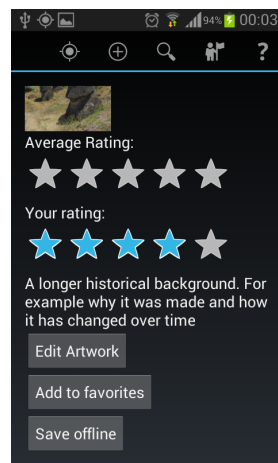 94% 00:03
?
Average Rating:
Your rating:
A longer historical background. For
example why it was made and how
it has changed over time
Edit Artwork
Add to favorites
Save offline